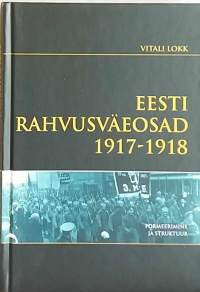 VITALI LOKK
EESTI
RAHVUSVÄEOSAD
1917-1918
FORMEERIMINE
JA STRUKTUUR